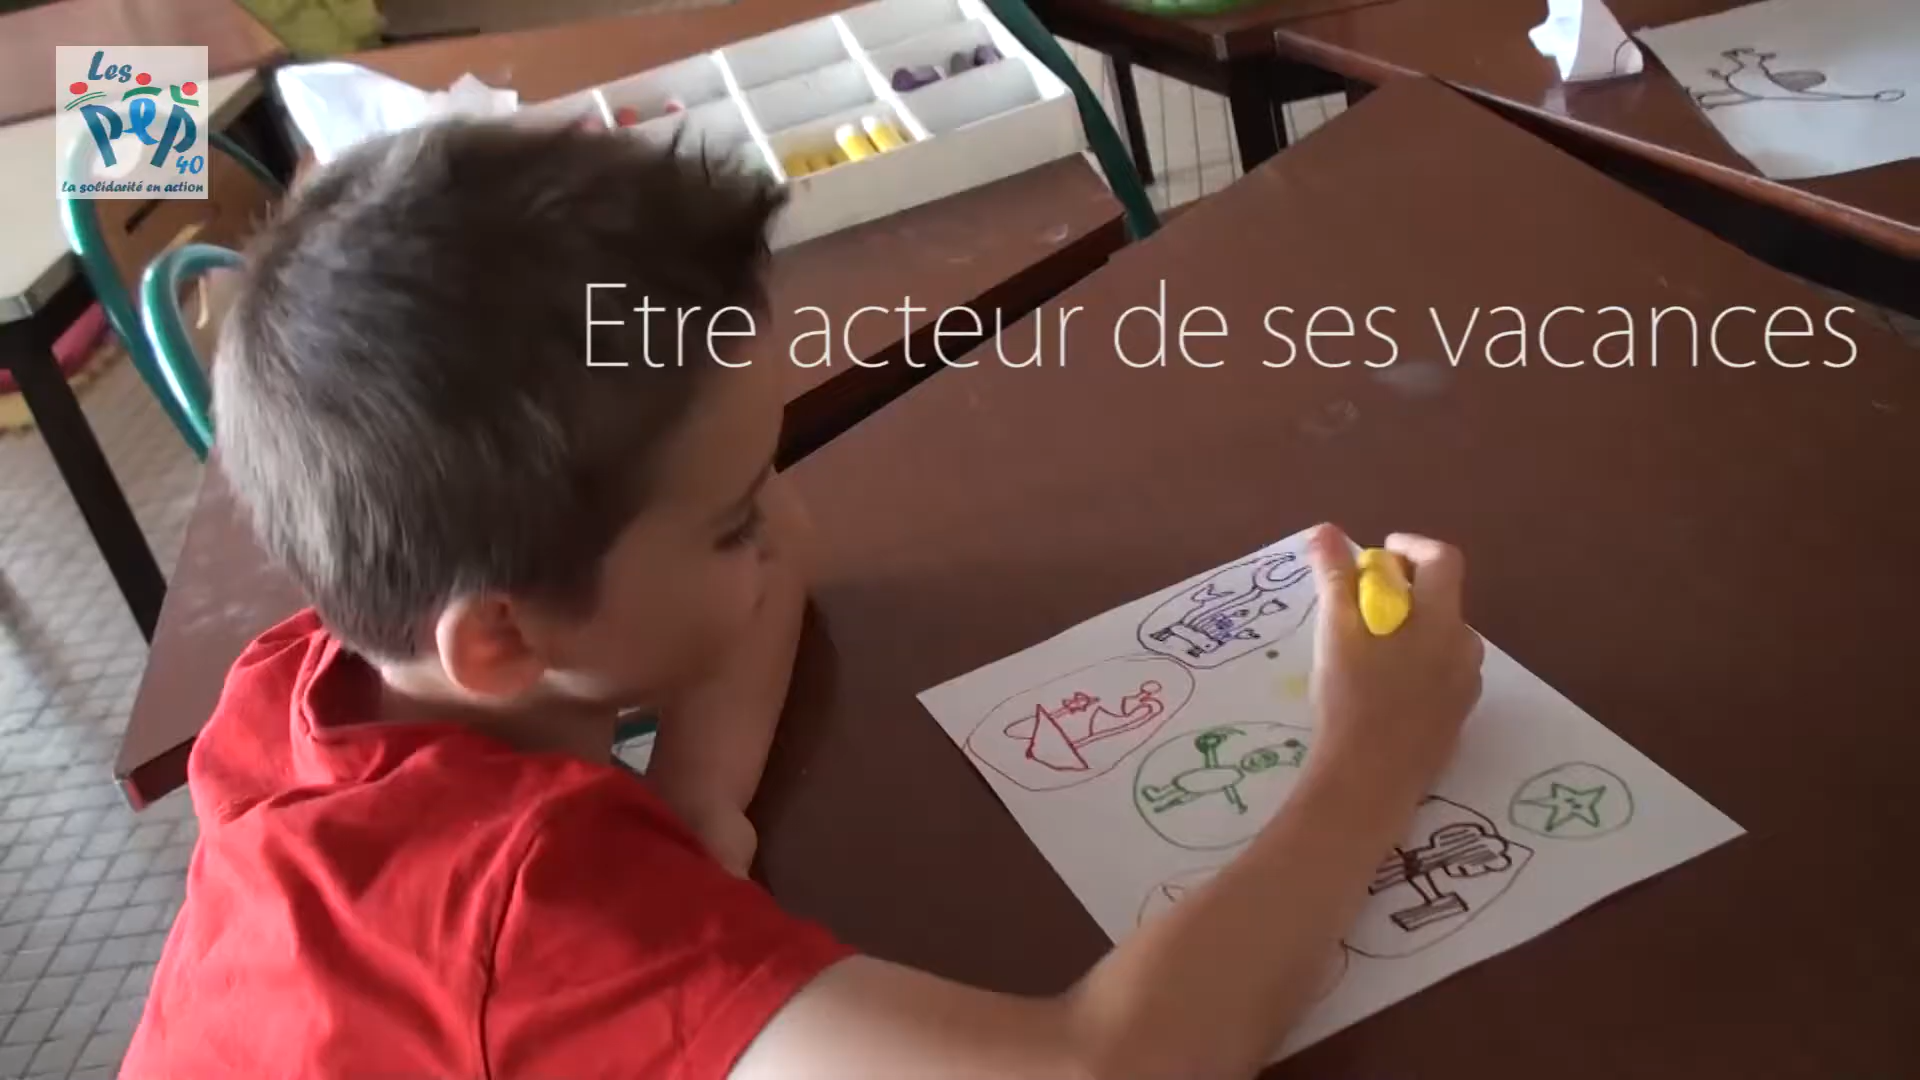 Les
pep
40
la solidarité en action
Etre acteur de ses vacances